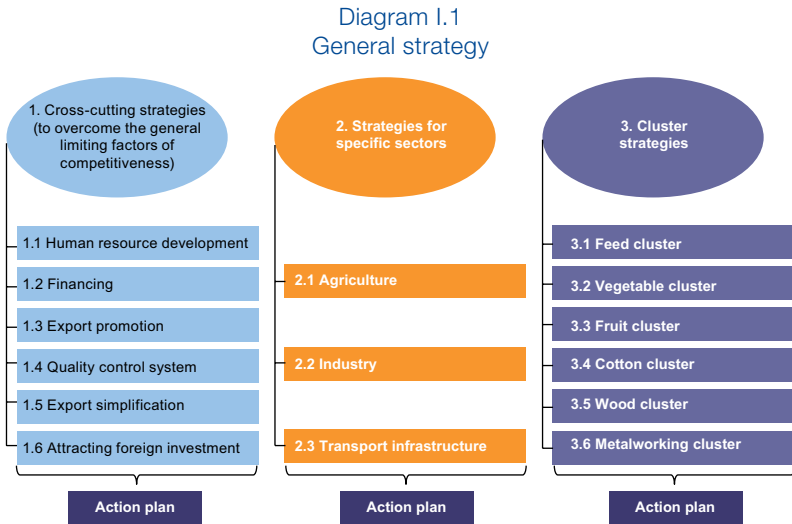 Diagram I.1
General strategy
1. Cross-cutting strategies
(to overcome the general
limiting factors of
competitiveness)
1.1 Human resource development
1.2 Financing
1.3 Export promotion
1.4 Quality control system
1.5 Export simplification
1.6 Attracting foreign investment
Action plan
2. Strategies for
specific sectors
2.1 Agriculture
2.2 Industry
2.3 Transport infrastructure
Action plan
3. Cluster
strategies
3.1 Feed cluster
3.2 Vegetable cluster
3.3 Fruit cluster
3.4 Cotton cluster
3.5 Wood cluster
3.6 Metalworking cluster
Action plan